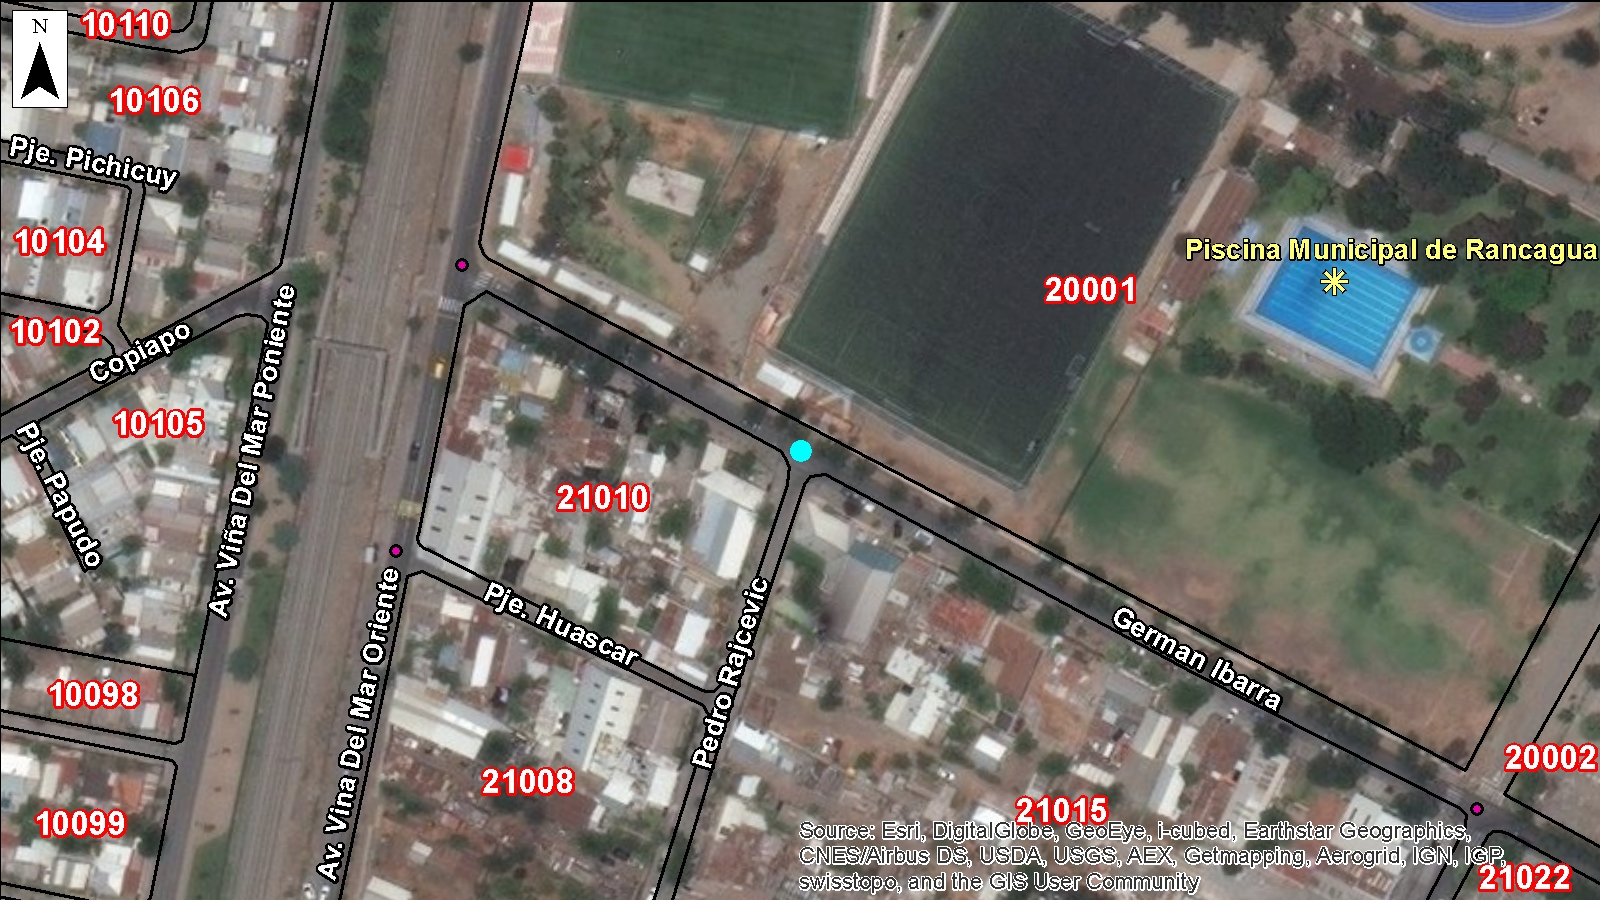 N
10110
10106
Pje. Pichicuy
10104
10102
Copiapo
10105
Pje. Papudo
Av. Viña Del Mar Poniente
10098
10099
Av. Vina Del Mar Oriente
21010
Pje. Huascar
21008
Pedro Rajcevic
20001
Piscina Municipal de Rancagua
German Ibarra
20002
21015
21022
Source: Esri, DigitalGlobe, GeoEye, i-cubed, Earthstar Geographics,
CNES/Airbus DS, USDA, USGS, AEX, Getmapping, Aerogrid, IGN, IGP,
swisstopo, and the GIS User Community